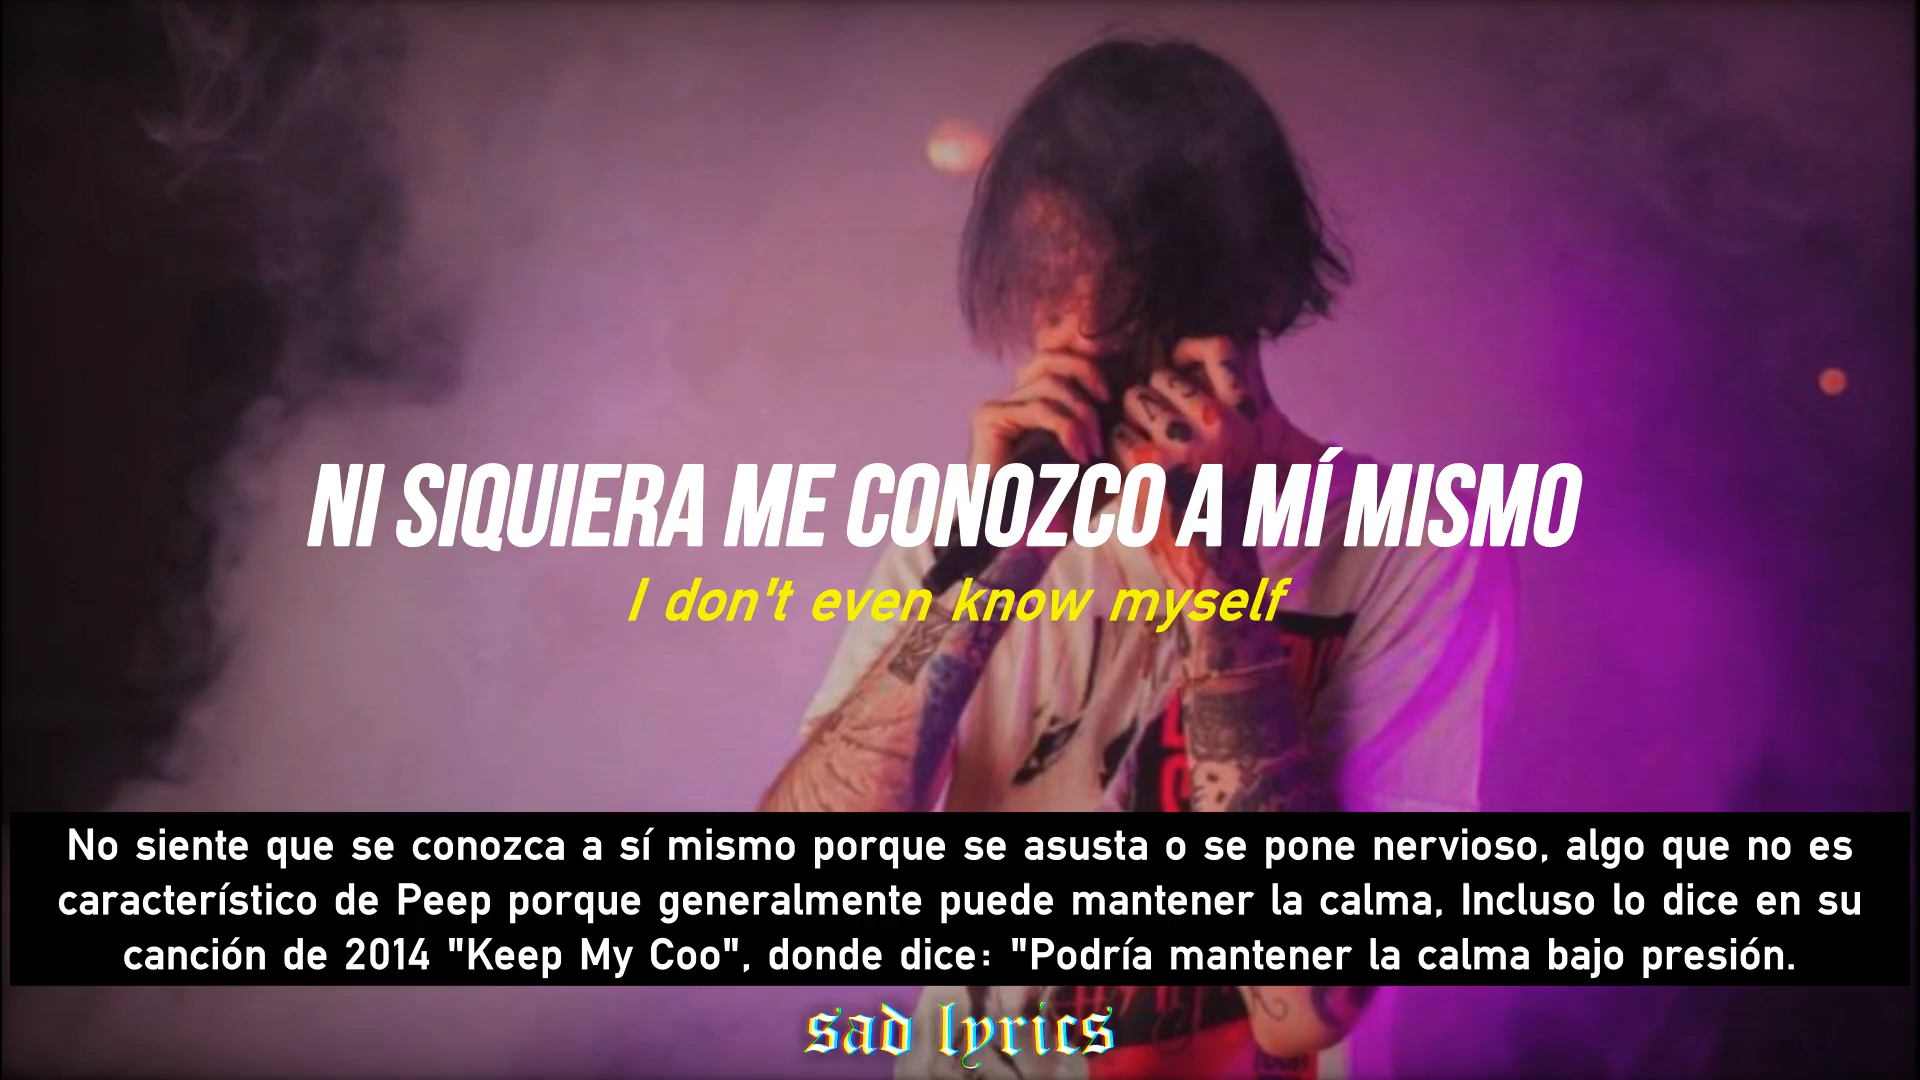 NI SIQUIERA ME CONOZCO A MÍ MISMO
I don't even know myself
No siente que se conozca a sí mismo porque se asusta o se pone nervioso, algo que no es
característico de Peep porque generalmente puede mantener la calma, Incluso lo dice en su
canción de 2014 "Keep My Coo", donde dice: "Podría mantener la calma bajo presión.
sad lyrics